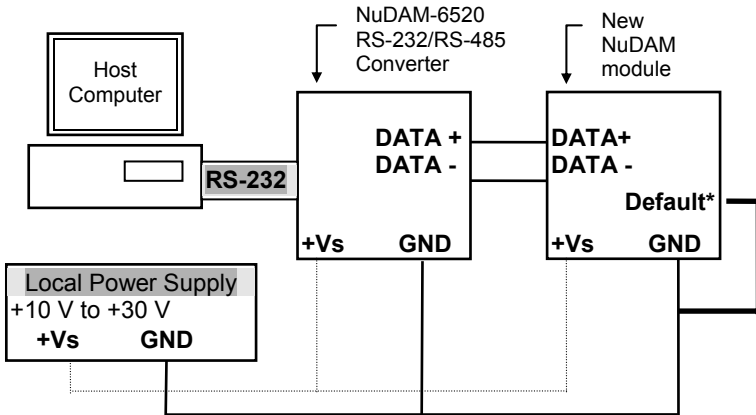 NuDAM-6520
RS-232/RS-485
Converter
New
NuDAM
module
Host
Computer
RS-232
DATA +
DATA -
+Vs GND
DATA+
DATA -
Default*
+Vs GND
Local Power Supply
+10 V to +30 V
+Vs GND